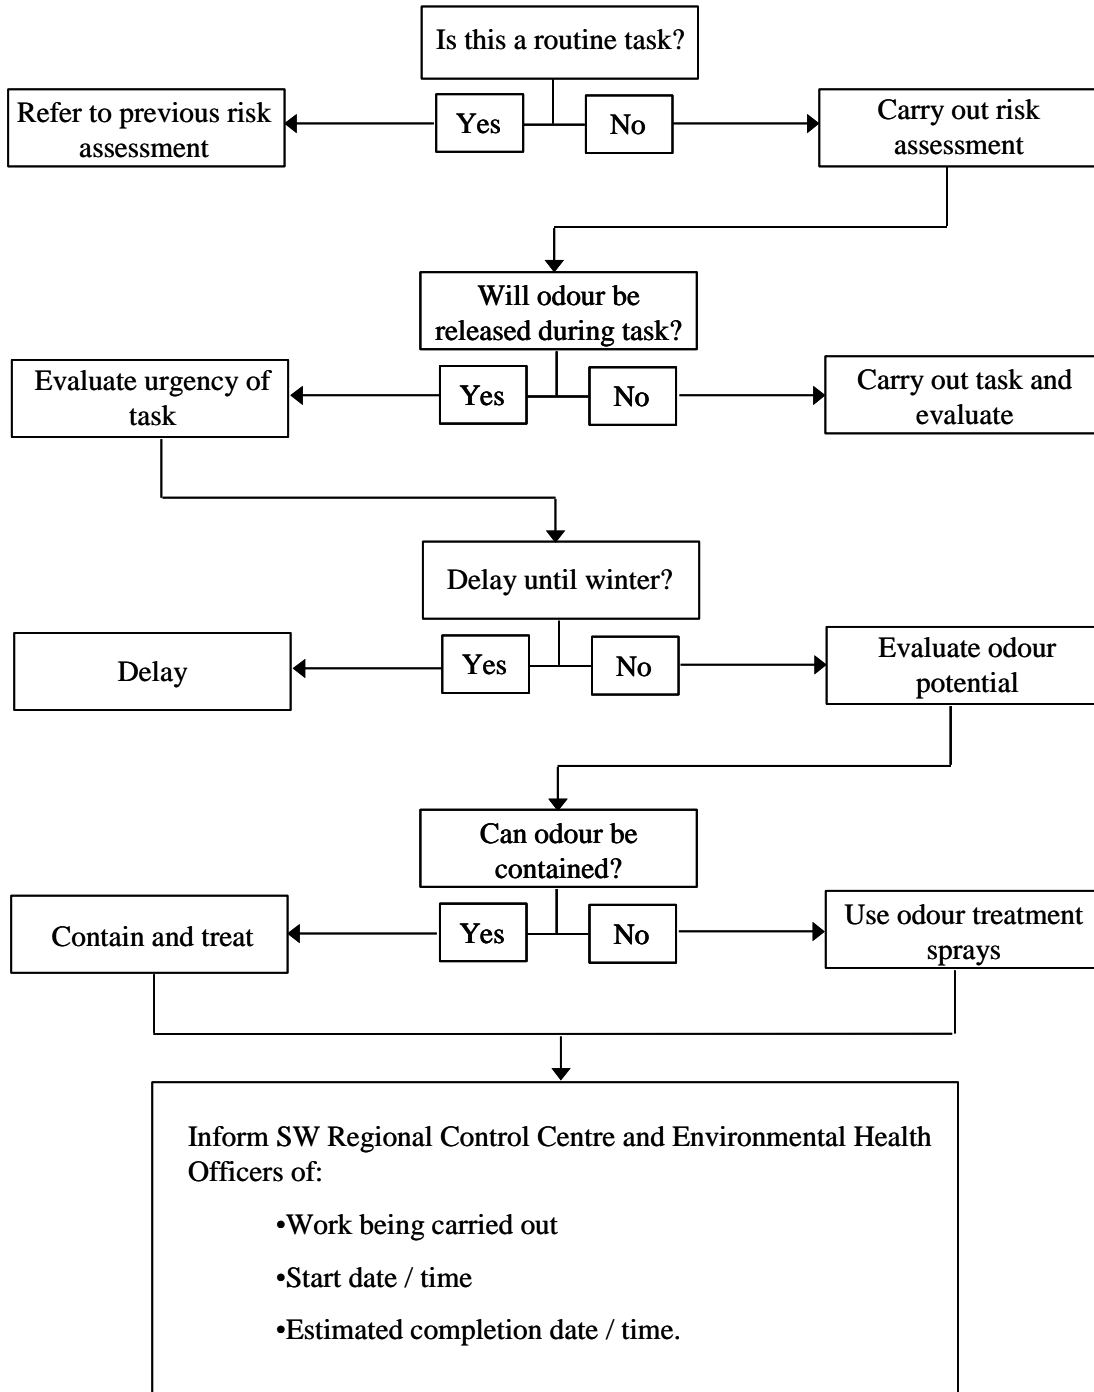 Is this a routine task?
Refer to previous risk
assessment
Yes
No
Carry out risk
assessment
Will odour be
released during task?
Evaluate urgency of
task
Yes
No
Carry out task and
evaluate
Delay until winter?
Delay
Yes
No
Evaluate odour
potential
Can odour be
contained?
Contain and treat
Yes
No
Use odour treatment
sprays
Inform SW Regional Control Centre and Environmental Health
Officers of:
•Work being carried out
•Start date / time
•Estimated completion date / time.